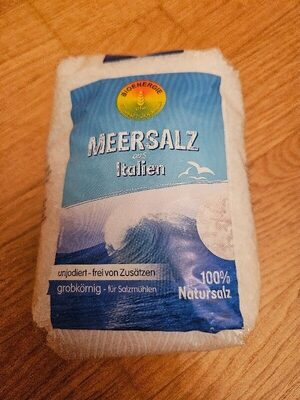 BIOENERGIE
MEERSALZ
aus
Italien
unjodiert - frei von Zusätzen
grobkörnig - für Salzmühlen
100%
Natursalz